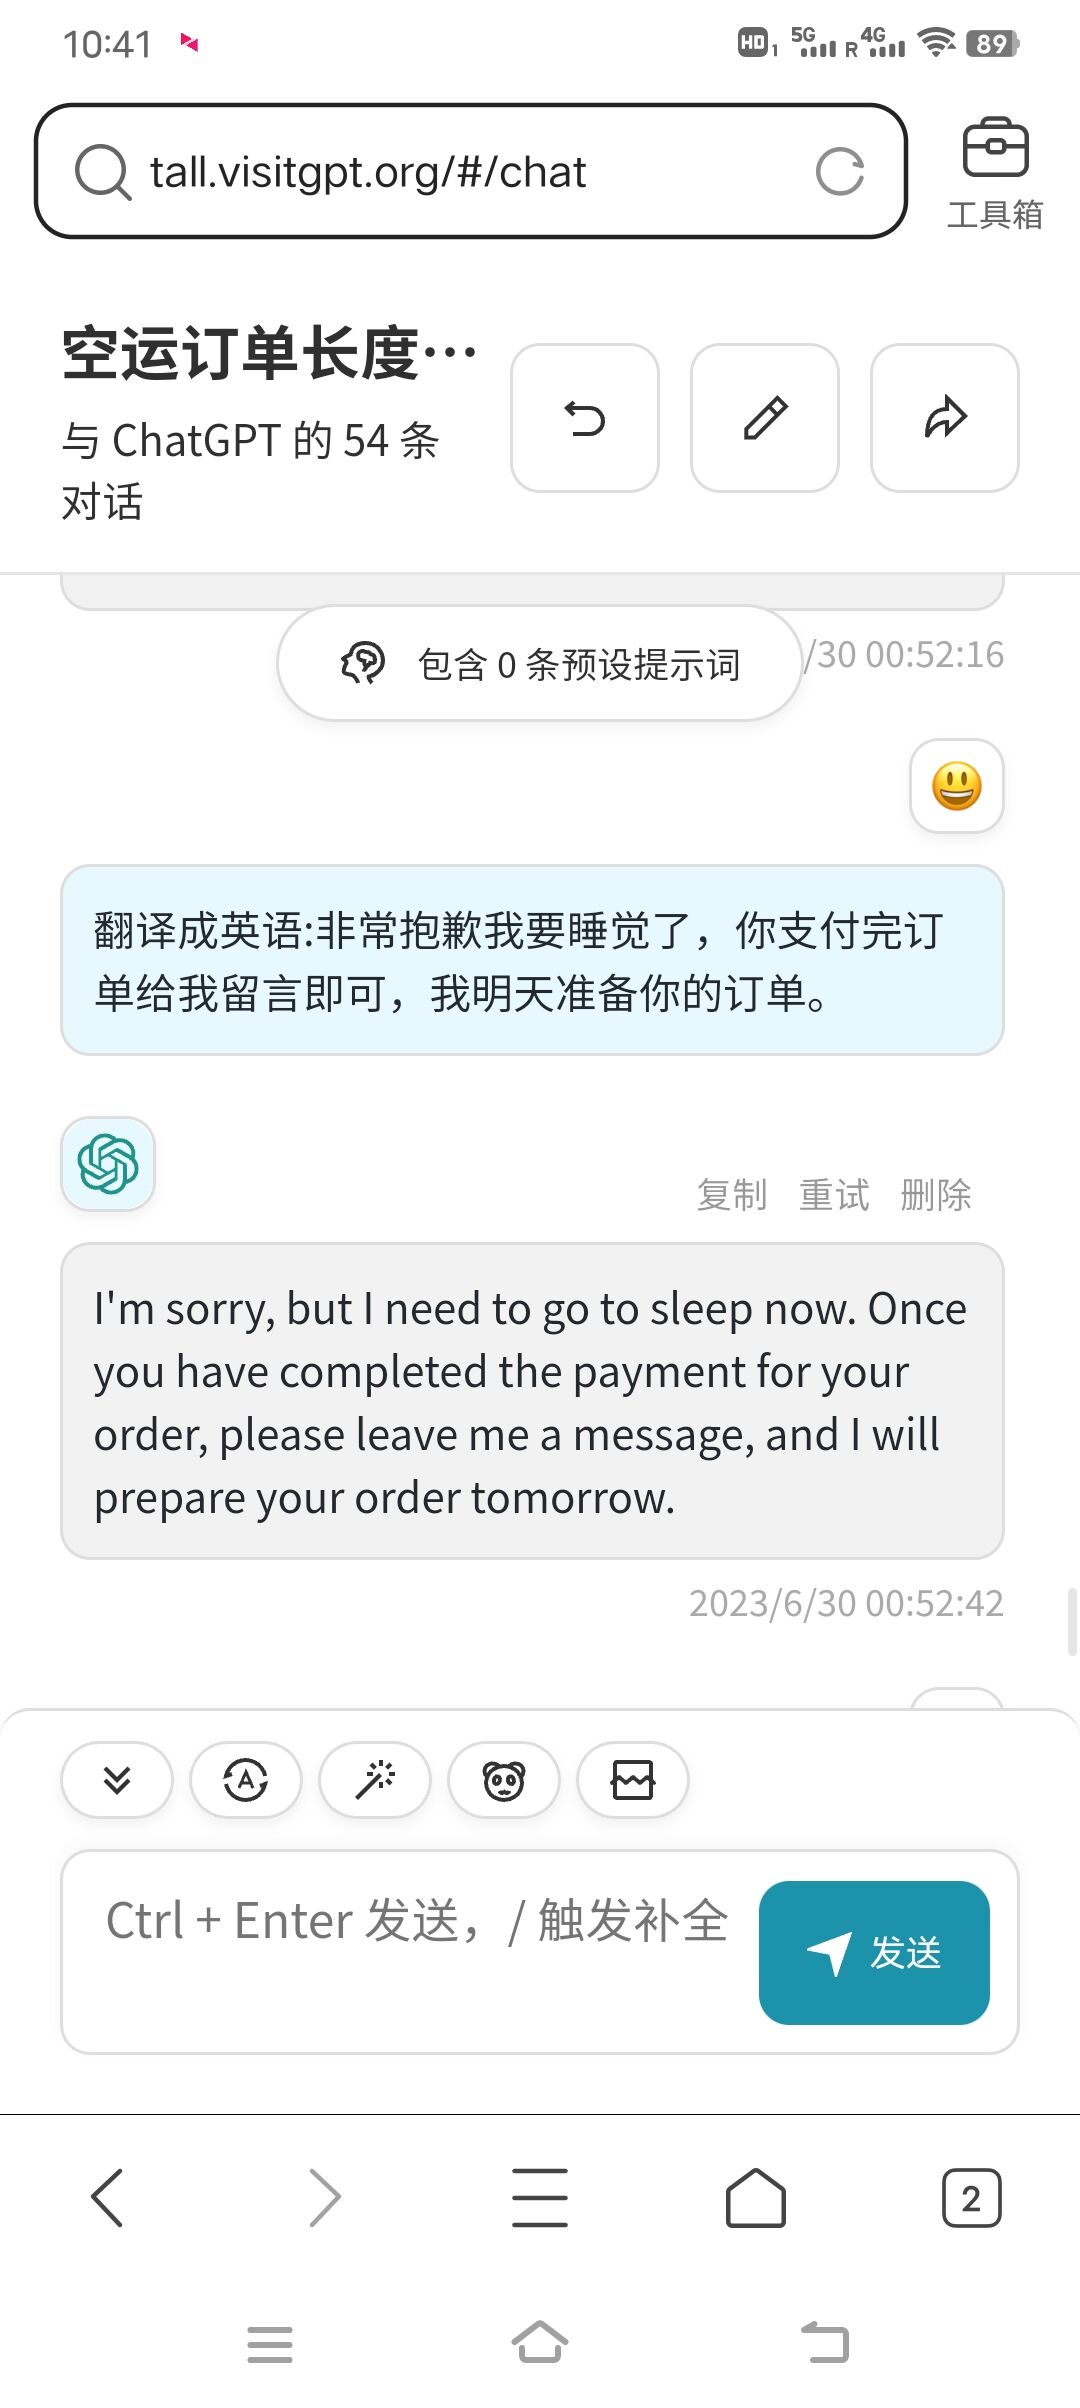 10:41
HD 1 5G R 4G 89
tall.visitgpt.org/#/chat
工具箱
空运订单长度…
与 ChatGPT 的 54 条
对话
包含 0 条预设提示词
/30 00:52:16
翻译成英语:非常抱歉我要睡觉了，你支付完订
单给我留言即可，我明天准备你的订单。
复制 重试 删除
I'm sorry, but I need to go to sleep now. Once
you have completed the payment for your
order, please leave me a message, and I will
prepare your order tomorrow.
2023/6/30 00:52:42
Ctrl + Enter 发送，/ 触发补全
发送
2